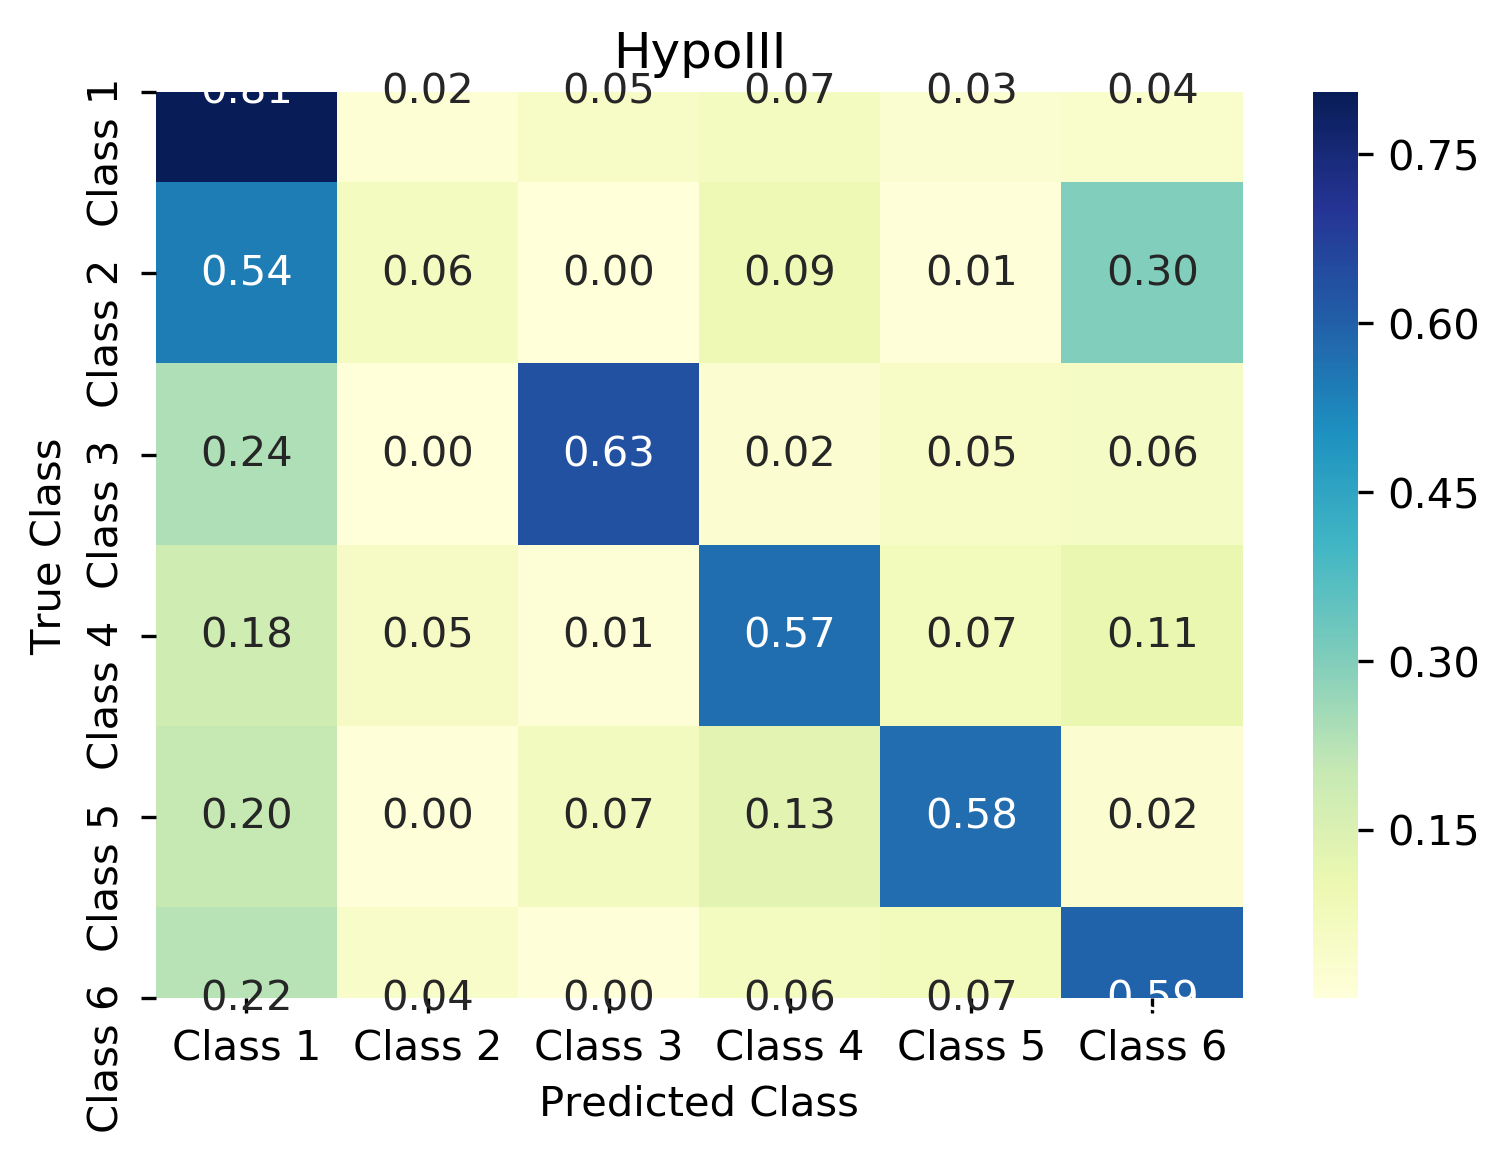 HypoIII
Class 1 0.81 0.02 0.05 0.07 0.03 0.04
Class 2 0.54 0.06 0.00 0.09 0.01 0.30
Class 3 0.24 0.00 0.63 0.02 0.05 0.06
Class 4 0.18 0.05 0.01 0.57 0.07 0.11
Class 5 0.20 0.00 0.07 0.13 0.58 0.02
Class 6 0.22 0.04 0.00 0.06 0.07 0.59
Class 1 Class 2 Class 3 Class 4 Class 5 Class 6
Predicted Class
True Class
0.75
0.60
0.45
0.30
0.15